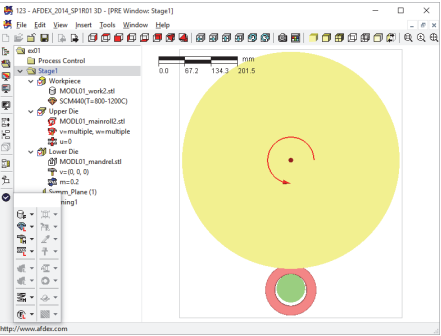 123 - AFDEX_2014_SP1R01 3D - [PRE Window: Stage1]
File Edit View Insert Tools Window Help
ex01
Process Control
Stage1
Workpiece
MODL01_work2.stl
SCM440(T=800-1200C)
Upper Die
MODL01_mainroll2.stl
v=multiple, w=multiple
u=0
Lower Die
MODL01_mandrel.stl
v=(0, 0, 0)
m=0.2
Symm_Plane (1)
ning1
mm
0.0 67.2 134.3 201.5
http://www.afdex.com